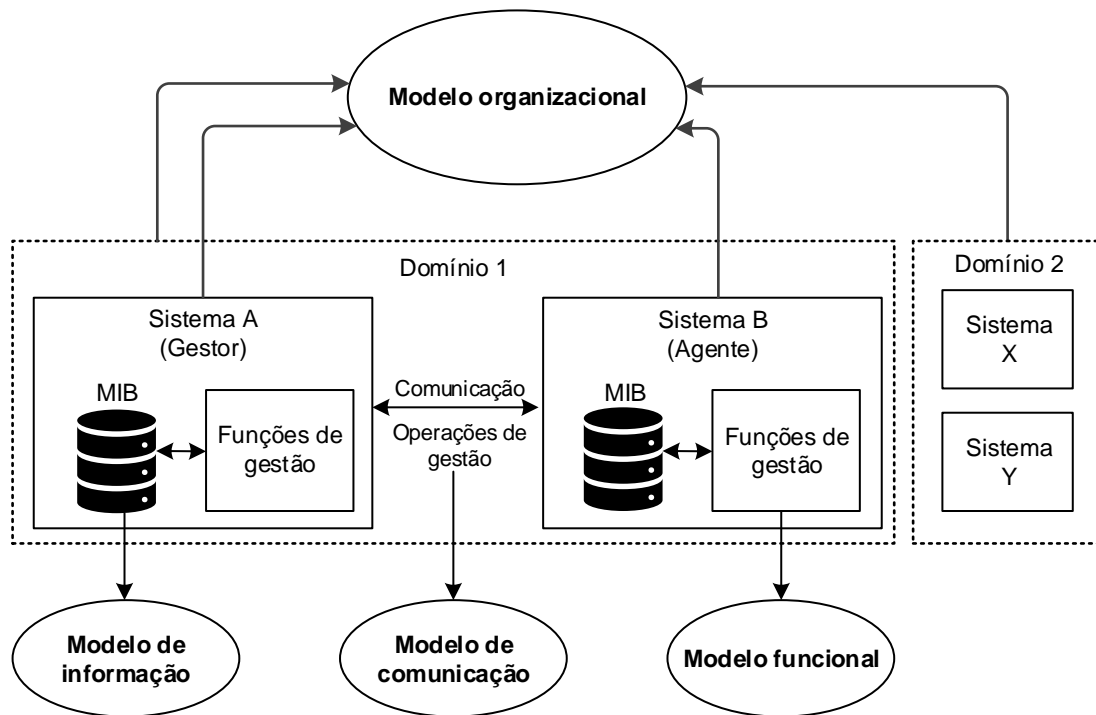 Modelo organizacional
Domínio 1
Domínio 2
Sistema A
(Gestor)
MIB
Funções de
gestão
Comunicação
Operações de
gestão
Sistema B
(Agente)
MIB
Funções de
gestão
Sistema
X
Sistema
Y
Modelo de
informação
Modelo de
comunicação
Modelo funcional